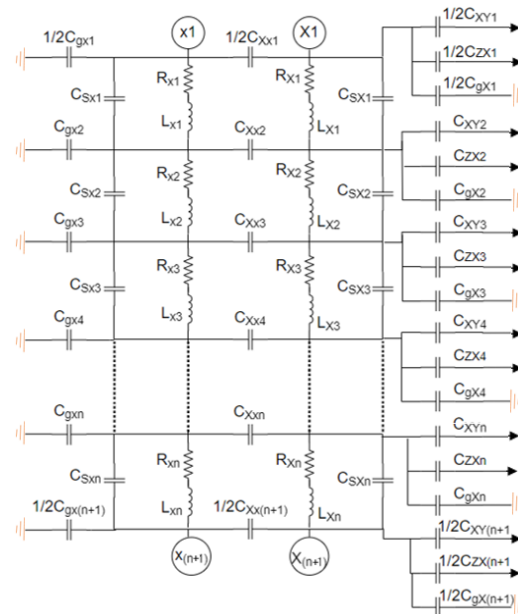 1/2Cgx1 x1 1/2CXx1 X1 1/2CXY1
1/2CZX1
1/2CgX1
CSx1 Rx1 RX1 CSX1
Lx1 LX1
Cgx2 CXx2 CXY2
CZX2
CgX2
CSx2 Rx2 RX2 CSX2
Lx2 LX2
Cgx3 CXx3 CXY3
CZX3
CgX3
CSx3 Rx3 RX3 CSX3
Lx3 LX3
Cgx4 CXx4 CXY4
CZX4
CgX4
Cgxn CXxn CXYn
CZXn
CgXn
CSxn Rxn RXn CSXn
Lxn LXn
1/2Cgx(n+1) 1/2CXx(n+1) 1/2CXY(n+1
x(n+1) X(n+1) 1/2CZX(n+1
1/2CgX(n+1)